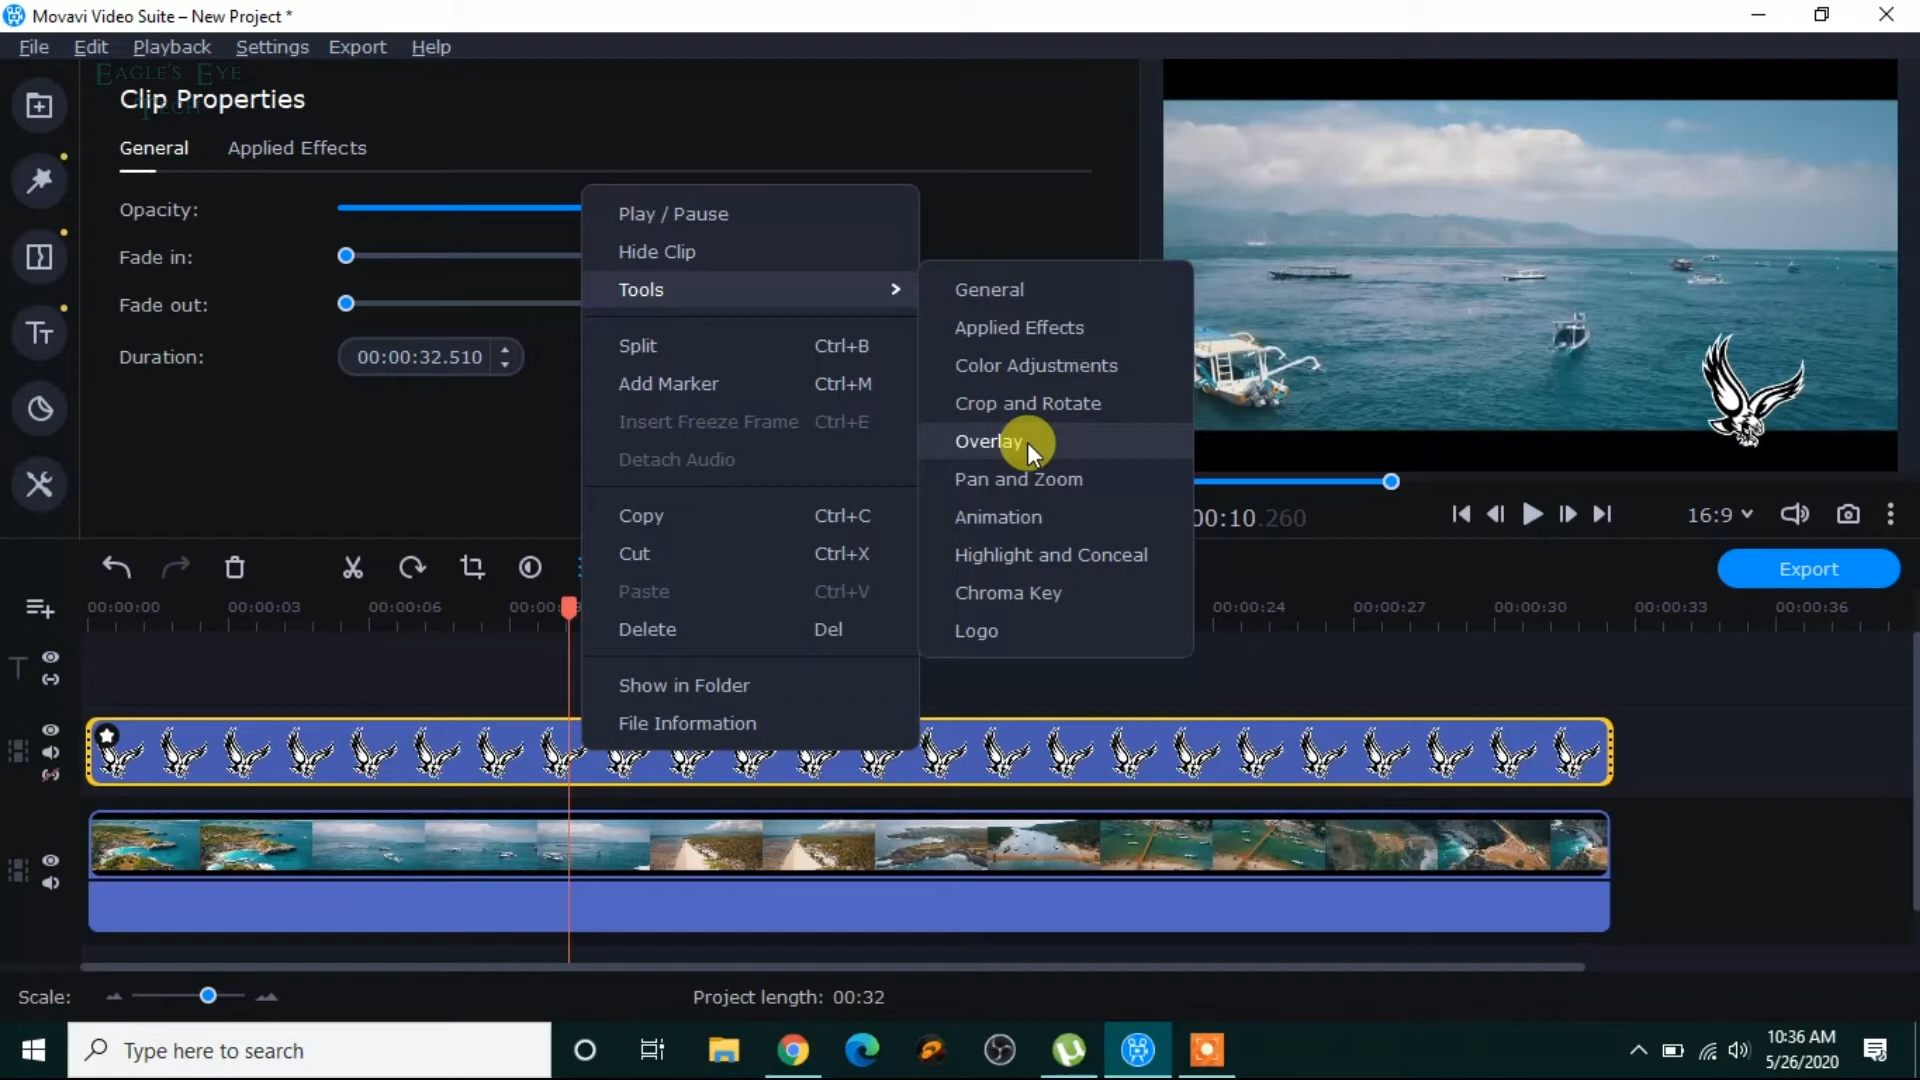 Movavi Video Suite – New Project *
File Edit Playback Settings Export Help
EAGLE'S EYE
TECH
Clip Properties
General Applied Effects
Opacity:
Fade in:
Fade out:
Duration: 00:00:32.510
Play / Pause
Hide Clip
Tools
Split Ctrl+B
Add Marker Ctrl+M
Insert Freeze Frame Ctrl+E
Detach Audio
Copy Ctrl+C
Cut Ctrl+X
Paste Ctrl+V
Delete Del
Show in Folder
File Information
General
Applied Effects
Color Adjustments
Crop and Rotate
Overlay
Pan and Zoom
Animation
Highlight and Conceal
Chroma Key
Logo
00:10.260
16:9
Export
00:00:00 00:00:03 00:00:06 00:00: 00:00:24 00:00:27 00:00:30 00:00:33 00:00:36
Scale:
Project length: 00:32
Type here to search
10:36 AM
5/26/2020